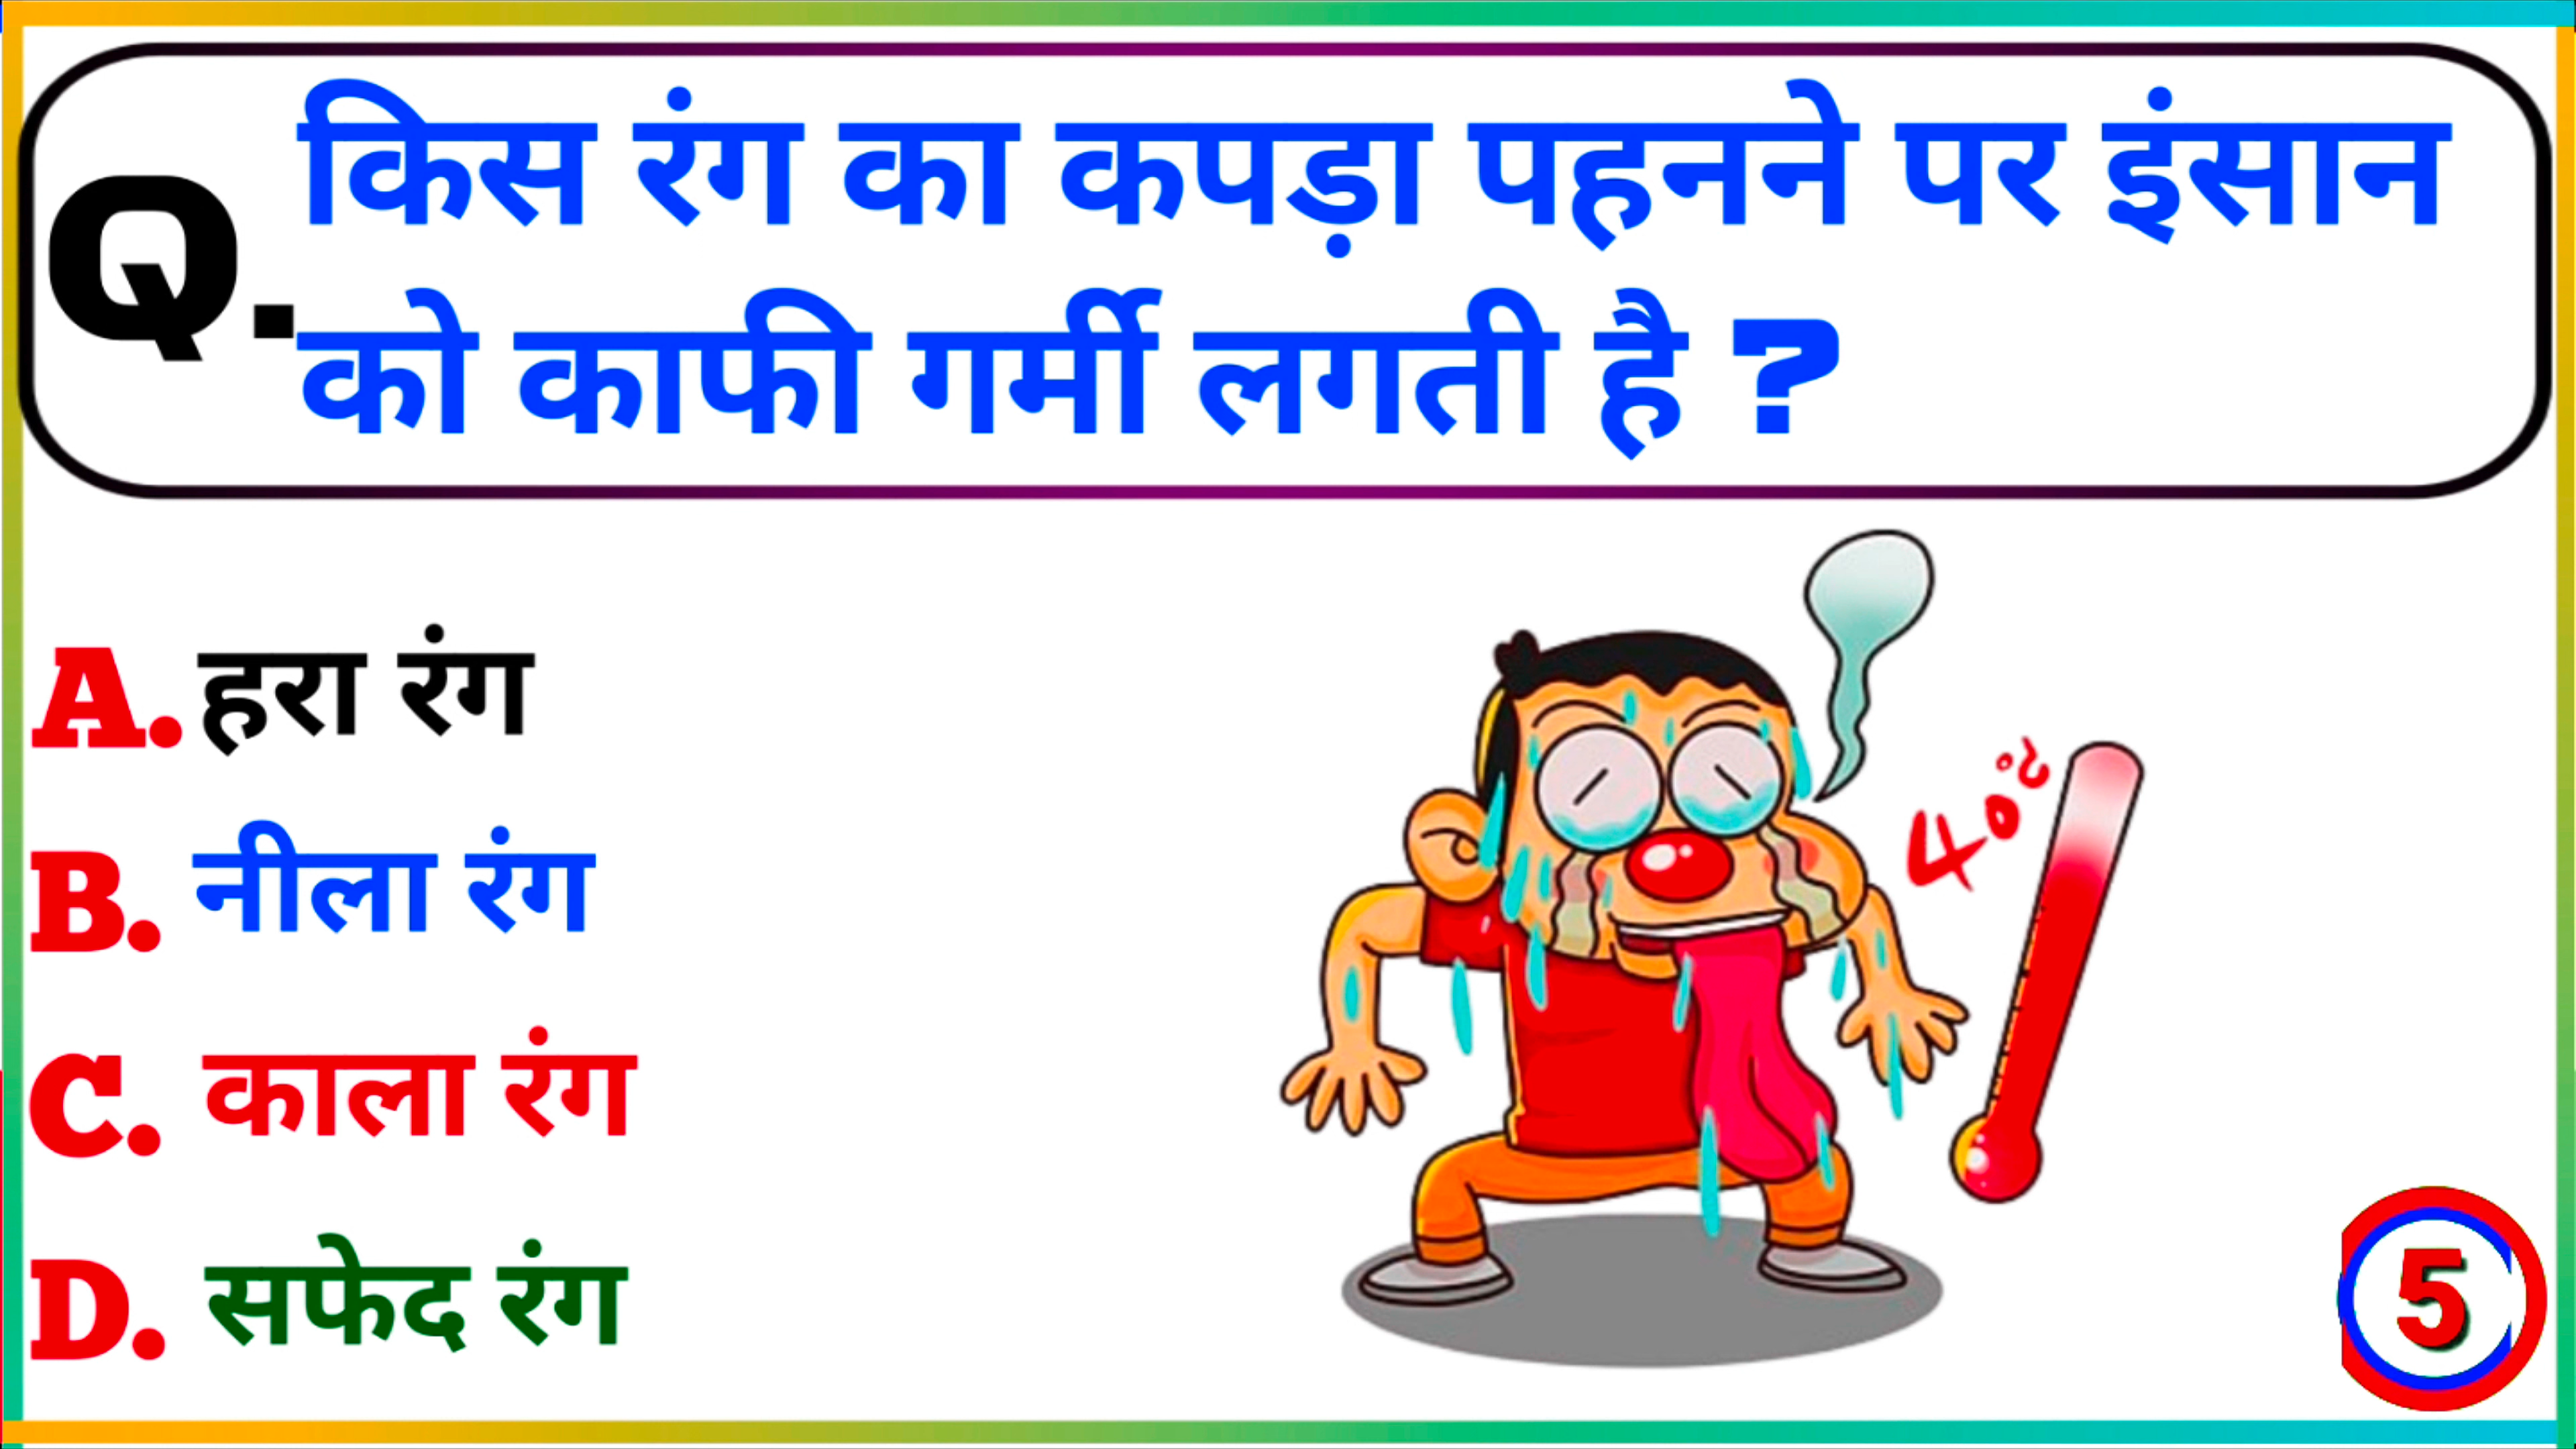 Q. किस रंग का कपड़ा पहनने पर इंसान
को काफी गर्मी लगती है ?
A. हरा रंग
B. नीला रंग
C. काला रंग
D. सफेद रंग
40°c
5